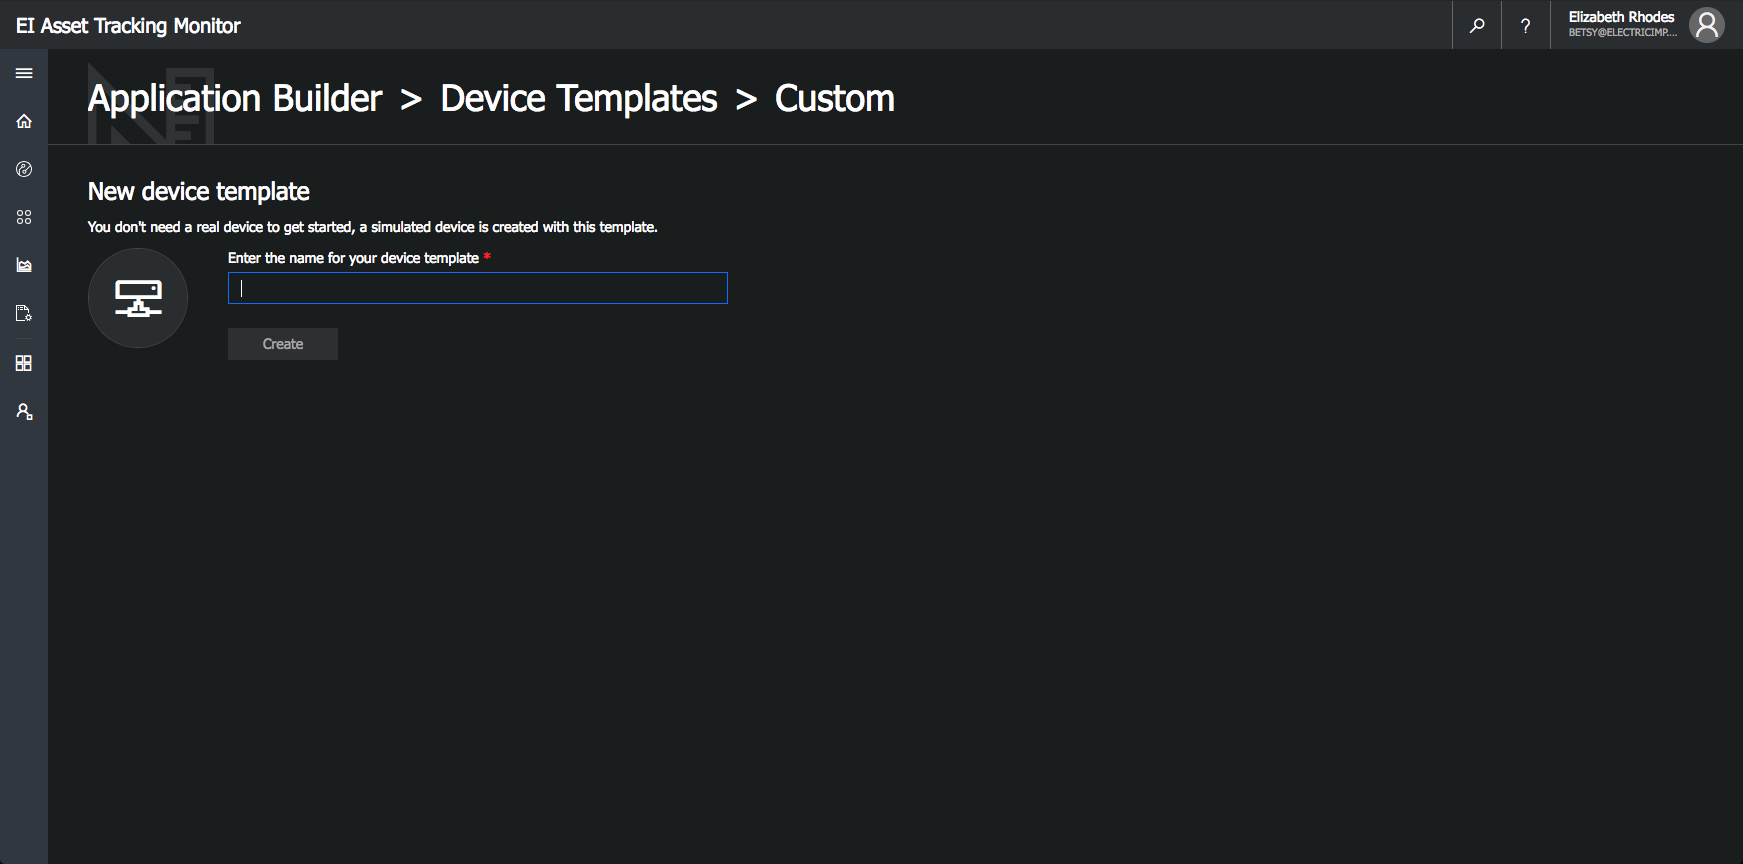 EI Asset Tracking Monitor
?
Elizabeth Rhodes
BETSY@ELECTRICIMP....
Application Builder > Device Templates > Custom
New device template
You don't need a real device to get started, a simulated device is created with this template.
Enter the name for your device template *
Create